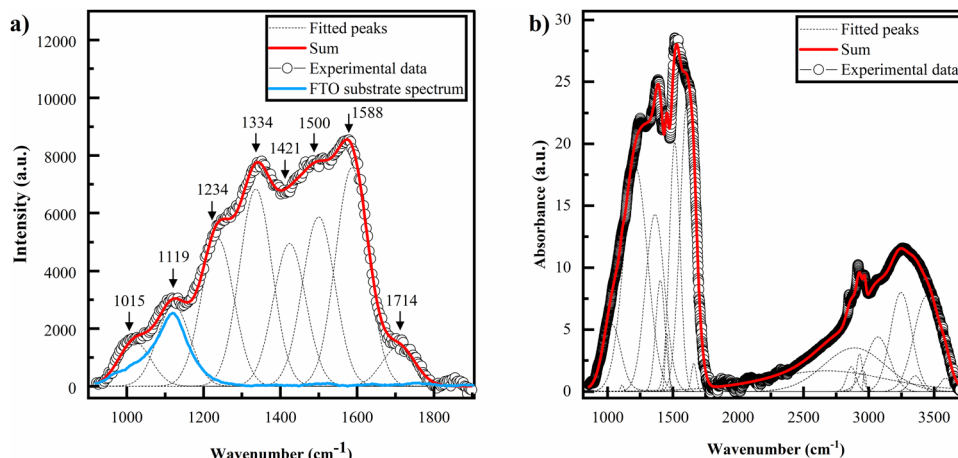 a)
12000
10000
8000
6000
4000
2000
0
Intensity (a.u.)
Fitted peaks
Sum
Experimental data
FTO substrate spectrum
1015
1119
1234
1334
1421
1500
1588
1714
1000 1200 1400 1600 1800
Wavenumber (cm-1)
b)
30
25
20
15
10
5
0
Absorbance (a.u.)
Fitted peaks
Sum
Experimental data
1000 1500 2000 2500 3000 3500
Wavenumber (cm-1)